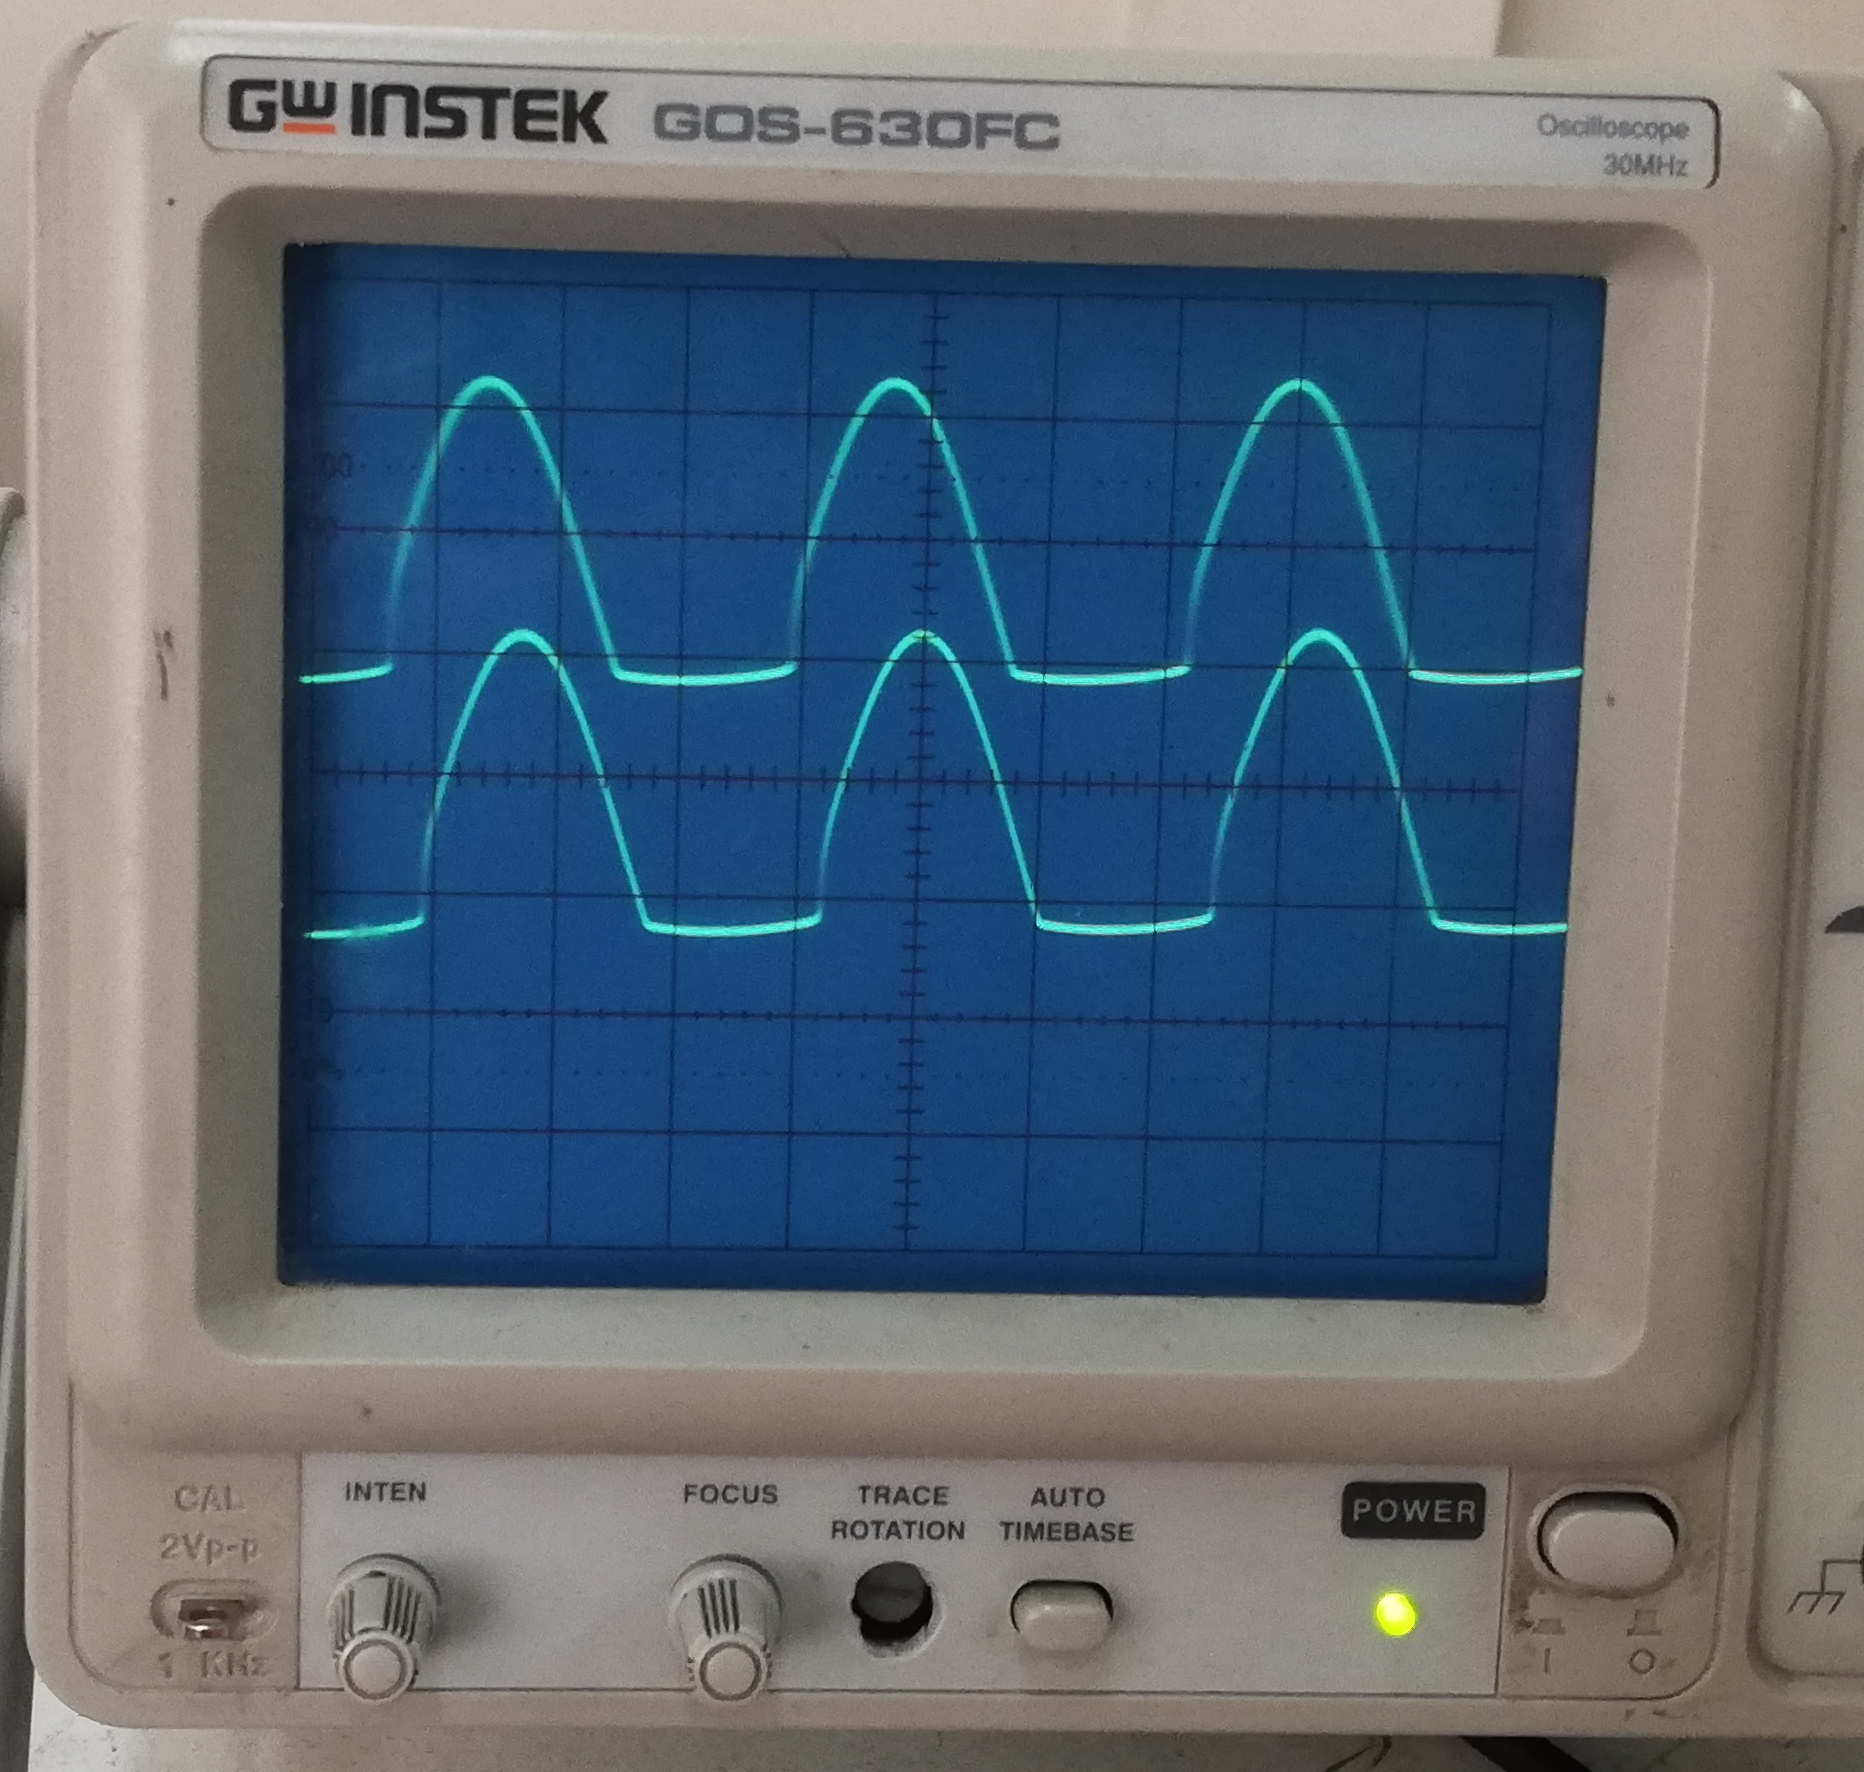 GW INSTEK GOS-630FC
Oscilloscope
30MHz
CAL
2Vp-p
1 KHz
INTEN
FOCUS
TRACE
ROTATION
AUTO
TIMEBASE
POWER
I O